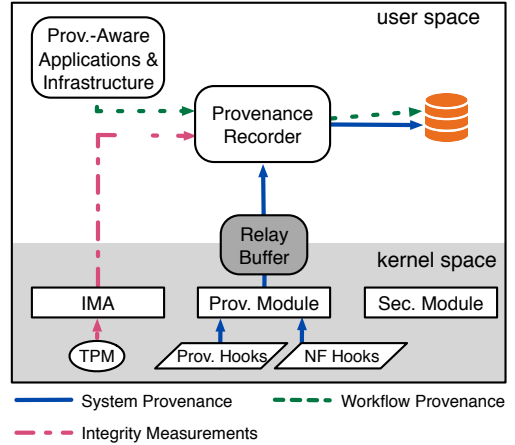 user space
Prov.-Aware
Applications &
Infrastructure
Provenance
Recorder
Relay
Buffer
kernel space
IMA
Prov. Module
Sec. Module
TPM
Prov. Hooks
NF Hooks
System Provenance
Workflow Provenance
Integrity Measurements